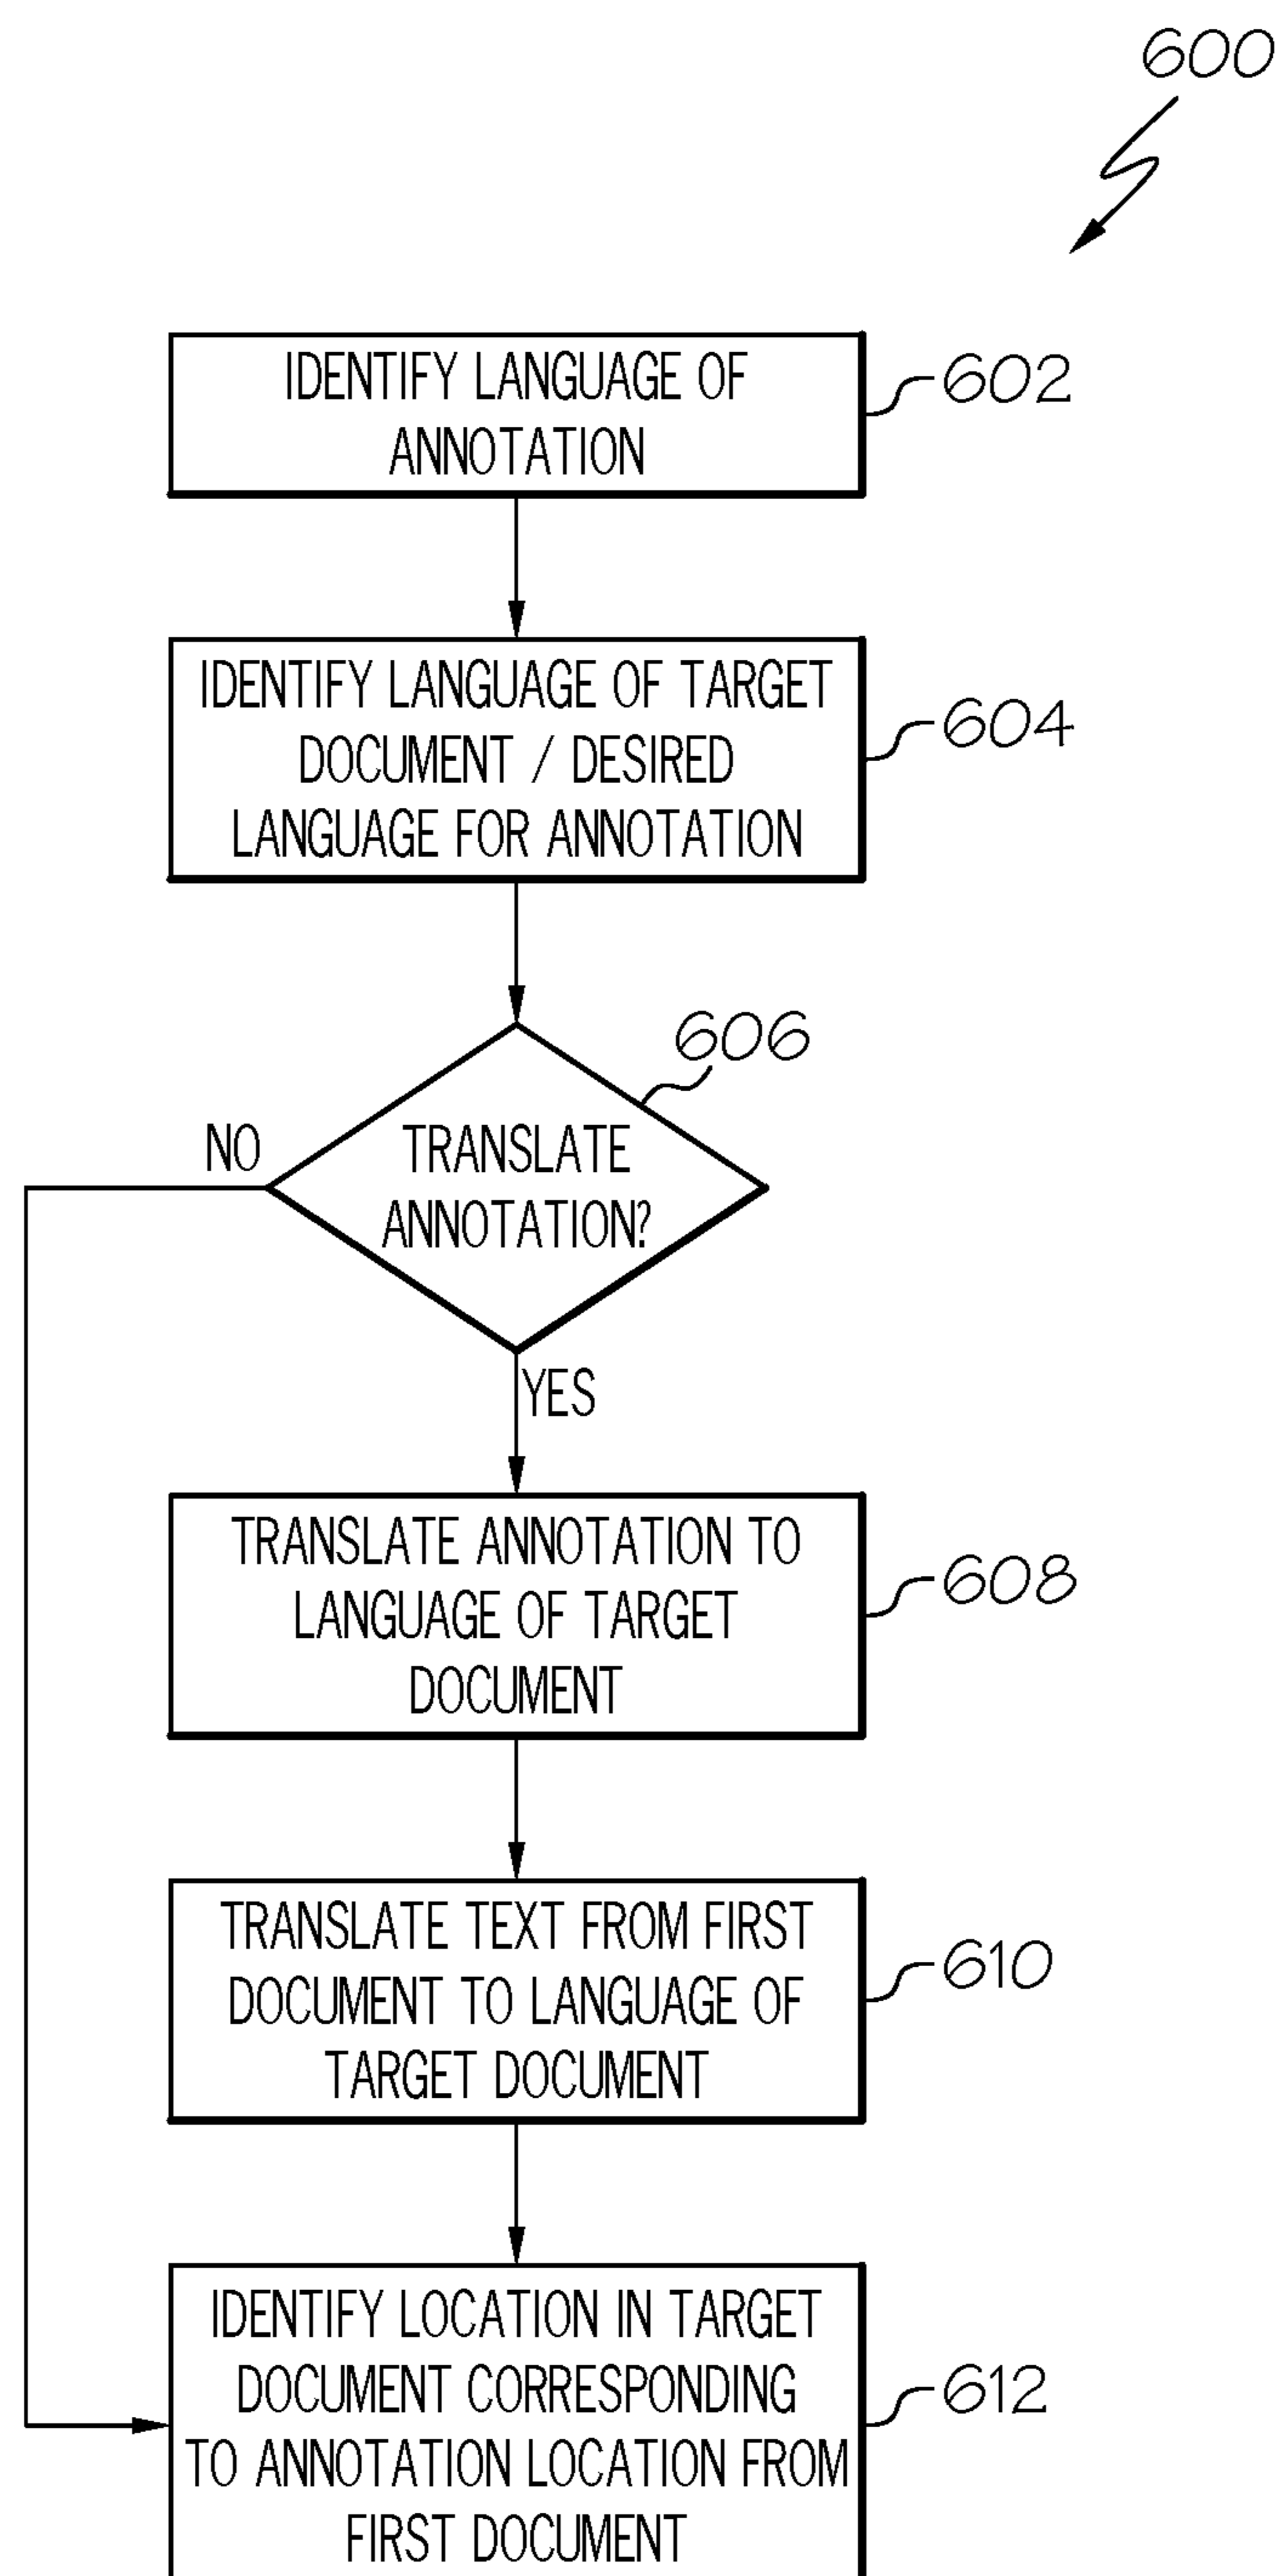 600
IDENTIFY LANGUAGE OF
ANNOTATION
602
IDENTIFY LANGUAGE OF TARGET
DOCUMENT / DESIRED
LANGUAGE FOR ANNOTATION
604
606
NO
TRANSLATE
ANNOTATION?
YES
TRANSLATE ANNOTATION TO
LANGUAGE OF TARGET
DOCUMENT
608
TRANSLATE TEXT FROM FIRST
DOCUMENT TO LANGUAGE OF
TARGET DOCUMENT
610
IDENTIFY LOCATION IN TARGET
DOCUMENT CORRESPONDING
TO ANNOTATION LOCATION FROM
FIRST DOCUMENT
612